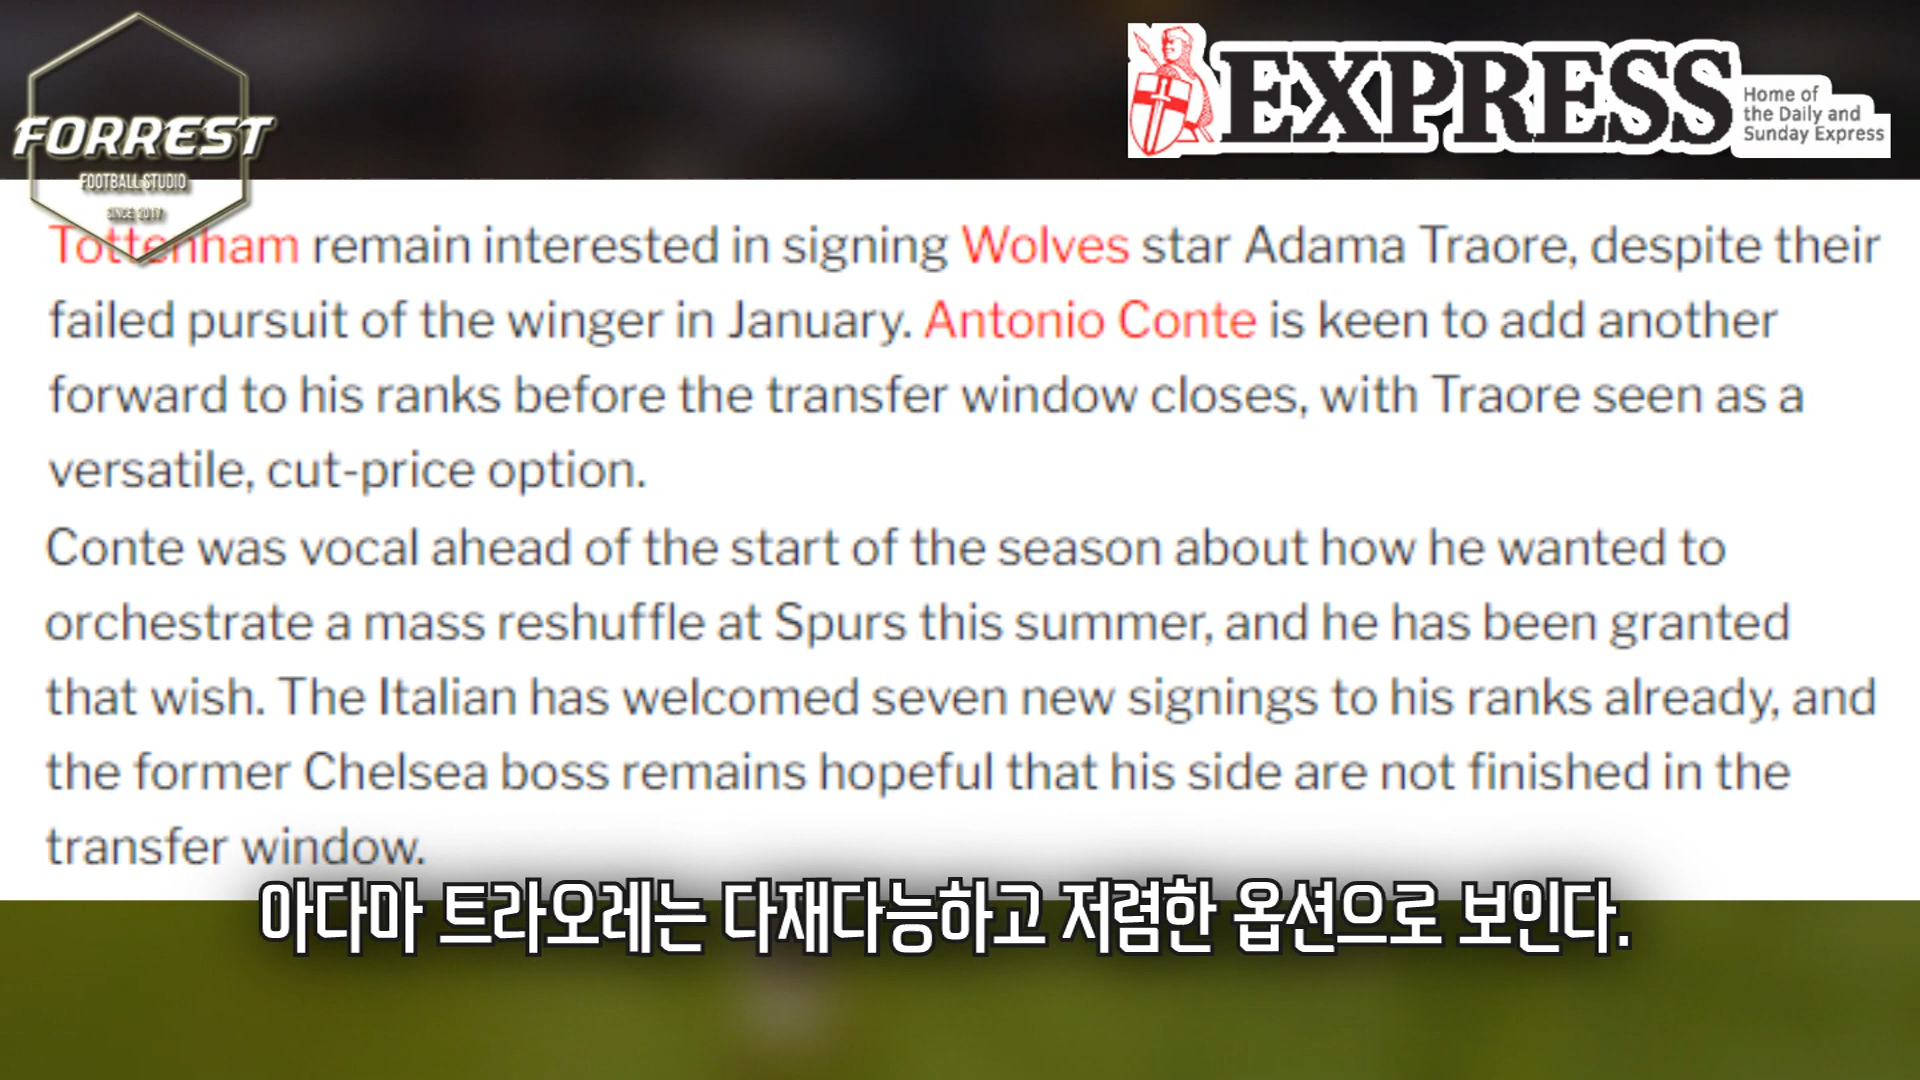 FORREST
FOOTBALL STUDIO
SINCE 2017
EXPRESS
Home of
the Daily and
Sunday Express
Tottenham remain interested in signing Wolves star Adama Traore, despite their
failed pursuit of the winger in January. Antonio Conte is keen to add another
forward to his ranks before the transfer window closes, with Traore seen as a
versatile, cut-price option.
Conte was vocal ahead of the start of the season about how he wanted to
orchestrate a mass reshuffle at Spurs this summer, and he has been granted
that wish. The Italian has welcomed seven new signings to his ranks already, and
the former Chelsea boss remains hopeful that his side are not finished in the
transfer window.
아다마 트라오레는 다재다능하고 저렴한 옵션으로 보인다.